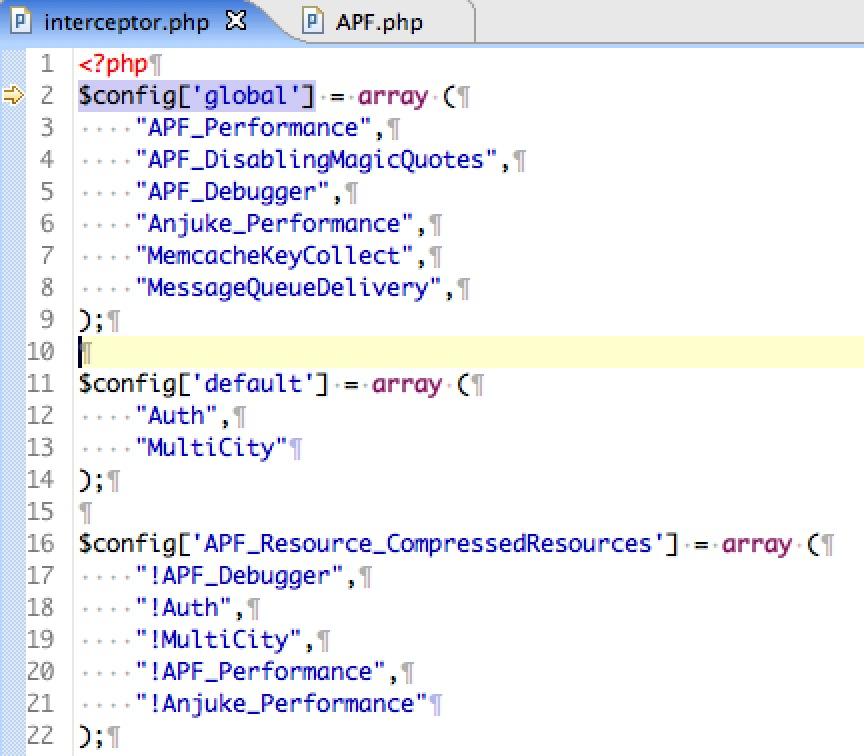 interceptor.php APF.php
1 <?php¶
2 $config['global'] = array (¶
3 ····"APF_Performance",¶
4 ····"APF_DisablingMagicQuotes",¶
5 ····"APF_Debugger",¶
6 ····"Anjuke_Performance",¶
7 ····"MemcacheKeyCollect",¶
8 ····"MessageQueueDelivery",¶
9 );¶
10 ¶
11 $config['default'] = array (¶
12 ····"Auth",¶
13 ····"MultiCity"¶
14 );¶
15 ¶
16 $config['APF_Resource_CompressedResources'] = array (¶
17 ····"!APF_Debugger",¶
18 ····"!Auth",¶
19 ····"!MultiCity",¶
20 ····"!APF_Performance",¶
21 ····"!Anjuke_Performance"¶
22 );¶